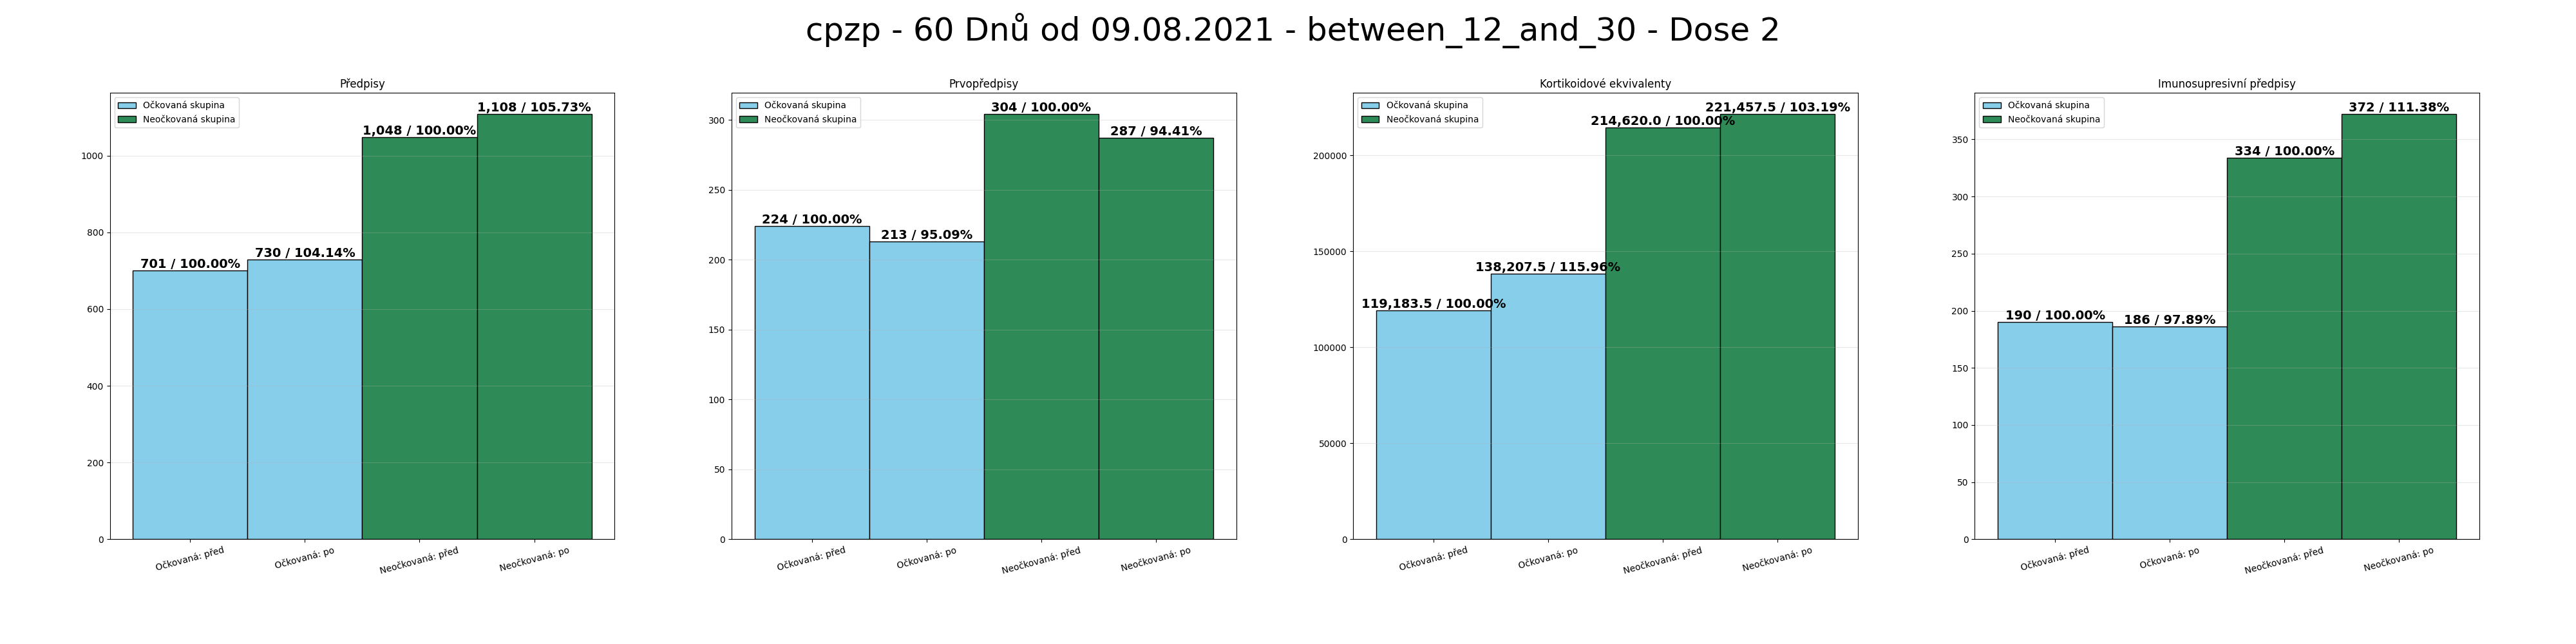 cpzp - 60 Dnů od 09.08.2021 - between_12_and_30 - Dose 2
Předpisy
Očkovaná skupina
Neočkovaná skupina
701 / 100.00%
730 / 104.14%
1,048 / 100.00%
1,108 / 105.73%
1000
800
600
400
200
0
Očkovaná: před
Očkovaná: po
Neočkovaná: před
Neočkovaná: po
Prvopředpisy
Očkovaná skupina
Neočkovaná skupina
224 / 100.00%
213 / 95.09%
304 / 100.00%
287 / 94.41%
300
250
200
150
100
50
0
Očkovaná: před
Očkovaná: po
Neočkovaná: před
Neočkovaná: po
Kortikoidové ekvivalenty
Očkovaná skupina
Neočkovaná skupina
119,183.5 / 100.00%
138,207.5 / 115.96%
214,620.0 / 100.00%
221,457.5 / 103.19%
200000
150000
100000
50000
0
Očkovaná: před
Očkovaná: po
Neočkovaná: před
Neočkovaná: po
Imunosupresivní předpisy
Očkovaná skupina
Neočkovaná skupina
190 / 100.00%
186 / 97.89%
334 / 100.00%
372 / 111.38%
350
300
250
200
150
100
50
0
Očkovaná: před
Očkovaná: po
Neočkovaná: před
Neočkovaná: po